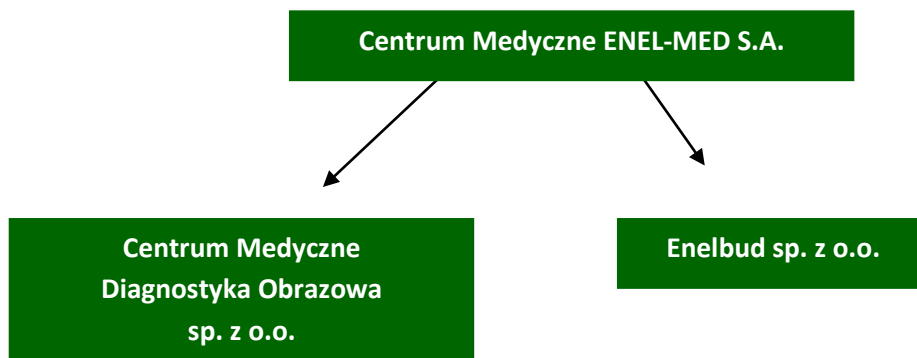 Centrum Medyczne ENEL-MED S.A.
Centrum Medyczne
Diagnostyka Obrazowa
sp. z o.o.
Enelbud sp. z o.o.